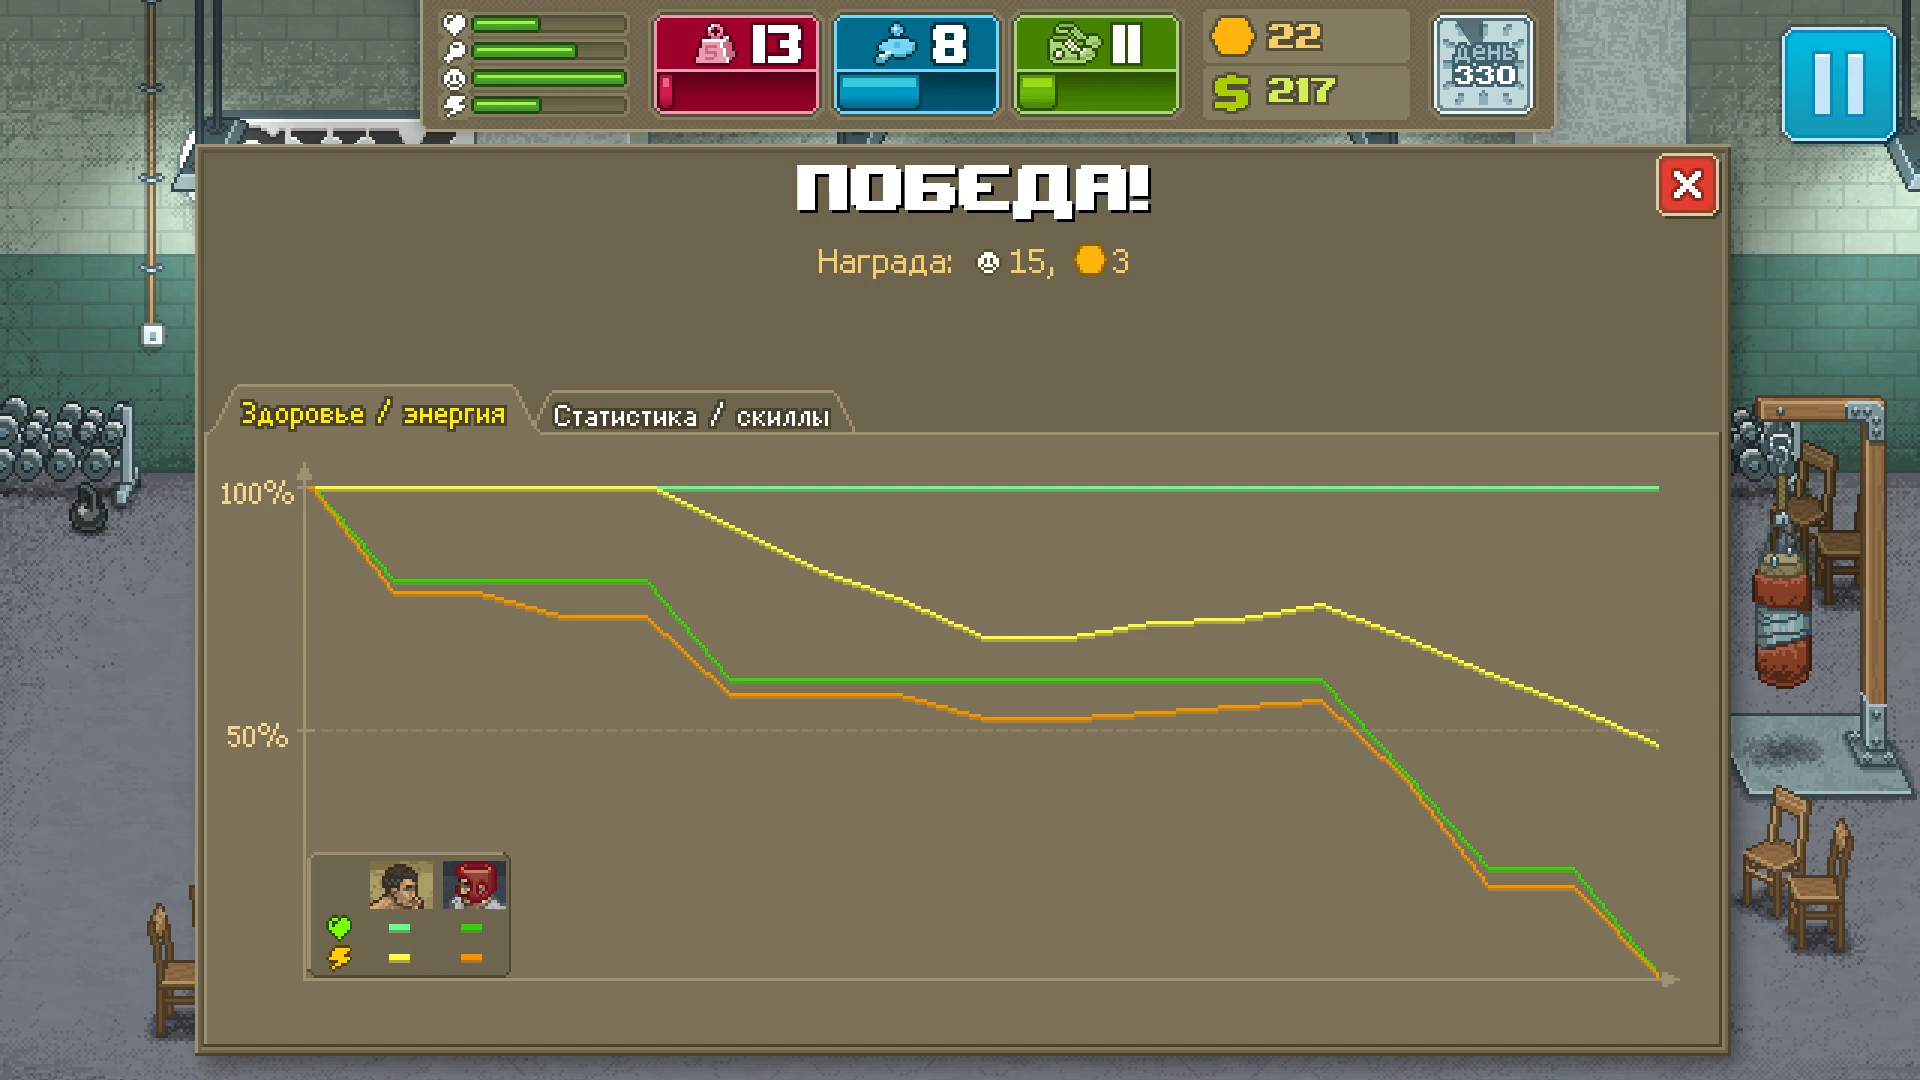 13
8
11
22
$ 217
День
330
ПОБЕДА!
Награда: 15, 3
Здоровье / энергия
Статистика / скиллы
100%
50%